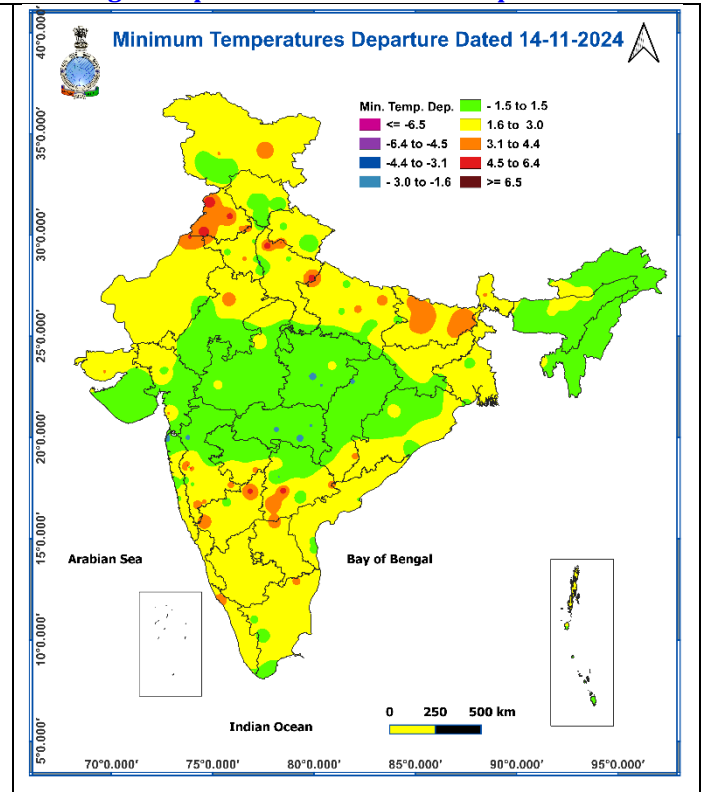 Minimum Temperatures Departure Dated 14-11-2024
Min. Temp. Dep.
<= -6.5
-6.4 to -4.5
-4.4 to -3.1
- 3.0 to -1.6
- 1.5 to 1.5
1.6 to 3.0
3.1 to 4.4
4.5 to 6.4
>= 6.5
40°0.000'
35°0.000'
30°0.000'
25°0.000'
20°0.000'
15°0.000'
10°0.000'
5°0.000'
Arabian Sea
Bay of Bengal
Indian Ocean
0 250 500 km
70°0.000' 75°0.000' 80°0.000' 85°0.000' 90°0.000' 95°0.000'